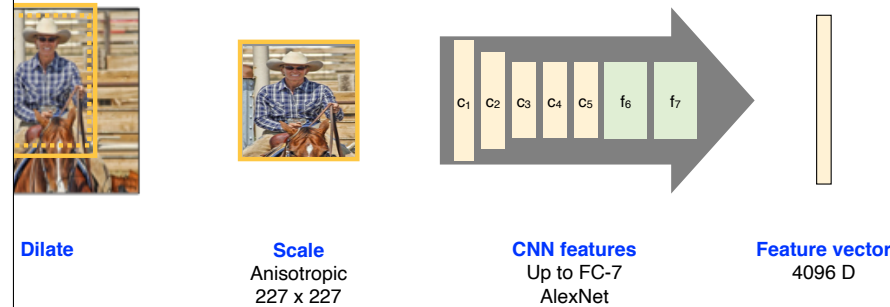 c1 c2 c3 c4 c5 f6 f7
Dilate Scale CNN features Feature vector
Anisotropic Up to FC-7 4096 D
227 x 227 AlexNet